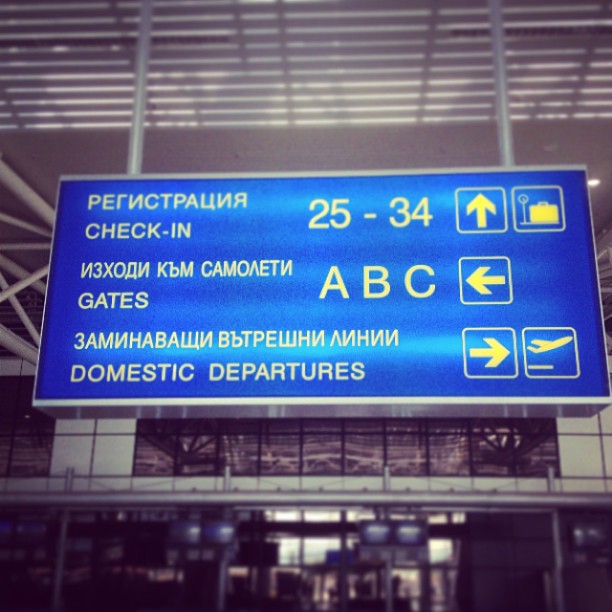 РЕГИСТРАЦИЯ
CHECK-IN
25 - 34
ИЗХОДИ КЪМ САМОЛЕТИ
GATES
A B C
ЗАМИНАВАЩИ ВЪТРЕШНИ ЛИНИИ
DOMESTIC DEPARTURES